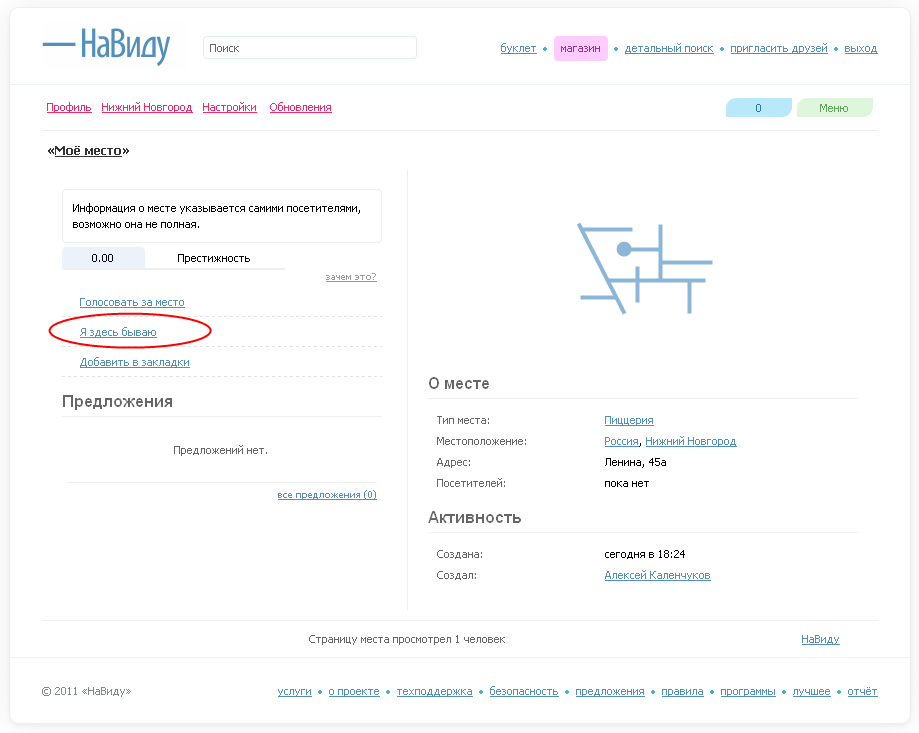 НаВиду
Поиск
буклет • магазин • детальный поиск • пригласить друзей • выход
Профиль Нижний Новгород Настройки Обновления
0 Меню
«Моё место»
Информация о месте указывается самими посетителями,
возможно она не полная.
0.00 Престижность
зачем это?
Голосовать за место
Я здесь бываю
Добавить в закладки
Предложения
Предложений нет.
все предложения (0)
О месте
Тип места: Пиццерия
Местоположение: Россия, Нижний Новгород
Адрес: Ленина, 45а
Посетителей: пока нет
Активность
Создана: сегодня в 18:24
Создал: Алексей Каленчуков
Страницу места просмотрел 1 человек НаВиду
© 2011 «НаВиду» услуги • о проекте • техподдержка • безопасность • предложения • правила • программы • лучшее • отчёт